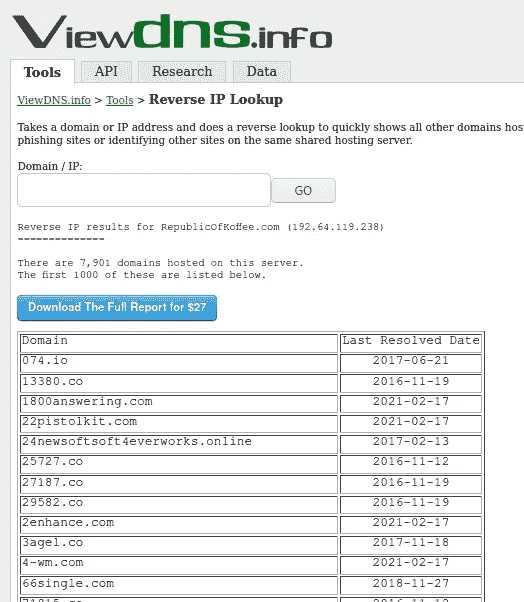 Viewdns.info
Tools API Research Data
ViewDNS.info > Tools > Reverse IP Lookup
Takes a domain or IP address and does a reverse lookup to quickly shows all other domains hos
phishing sites or identifying other sites on the same shared hosting server.
Domain / IP:
GO
Reverse IP results for RepublicOfKoffee.com (192.64.119.238)
==============
There are 7,901 domains hosted on this server.
The first 1000 of these are listed below.
Download The Full Report for $27
Domain Last Resolved Date
074.io 2017-06-21
13380.co 2016-11-19
1800answering.com 2021-02-17
22pistolkit.com 2021-02-17
24newsoftsoft4everworks.online 2017-02-13
25727.co 2016-11-12
27187.co 2016-11-19
29582.co 2016-11-19
2enhance.com 2021-02-17
3agel.co 2017-11-18
4-wm.com 2021-02-17
66single.com 2018-11-27